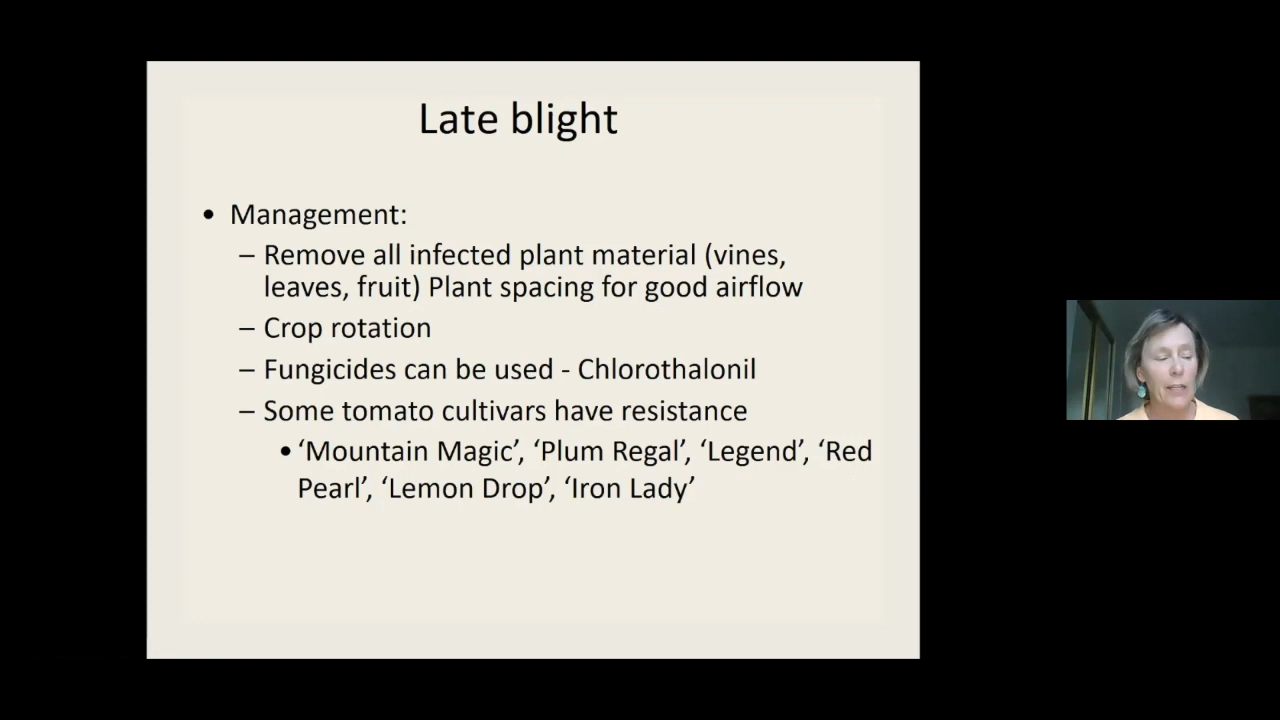 Late blight
• Management:
– Remove all infected plant material (vines,
leaves, fruit) Plant spacing for good airflow
– Crop rotation
– Fungicides can be used - Chlorothalonil
– Some tomato cultivars have resistance
• ‘Mountain Magic’, ‘Plum Regal’, ‘Legend’, ‘Red
Pearl’, ‘Lemon Drop’, ‘Iron Lady’